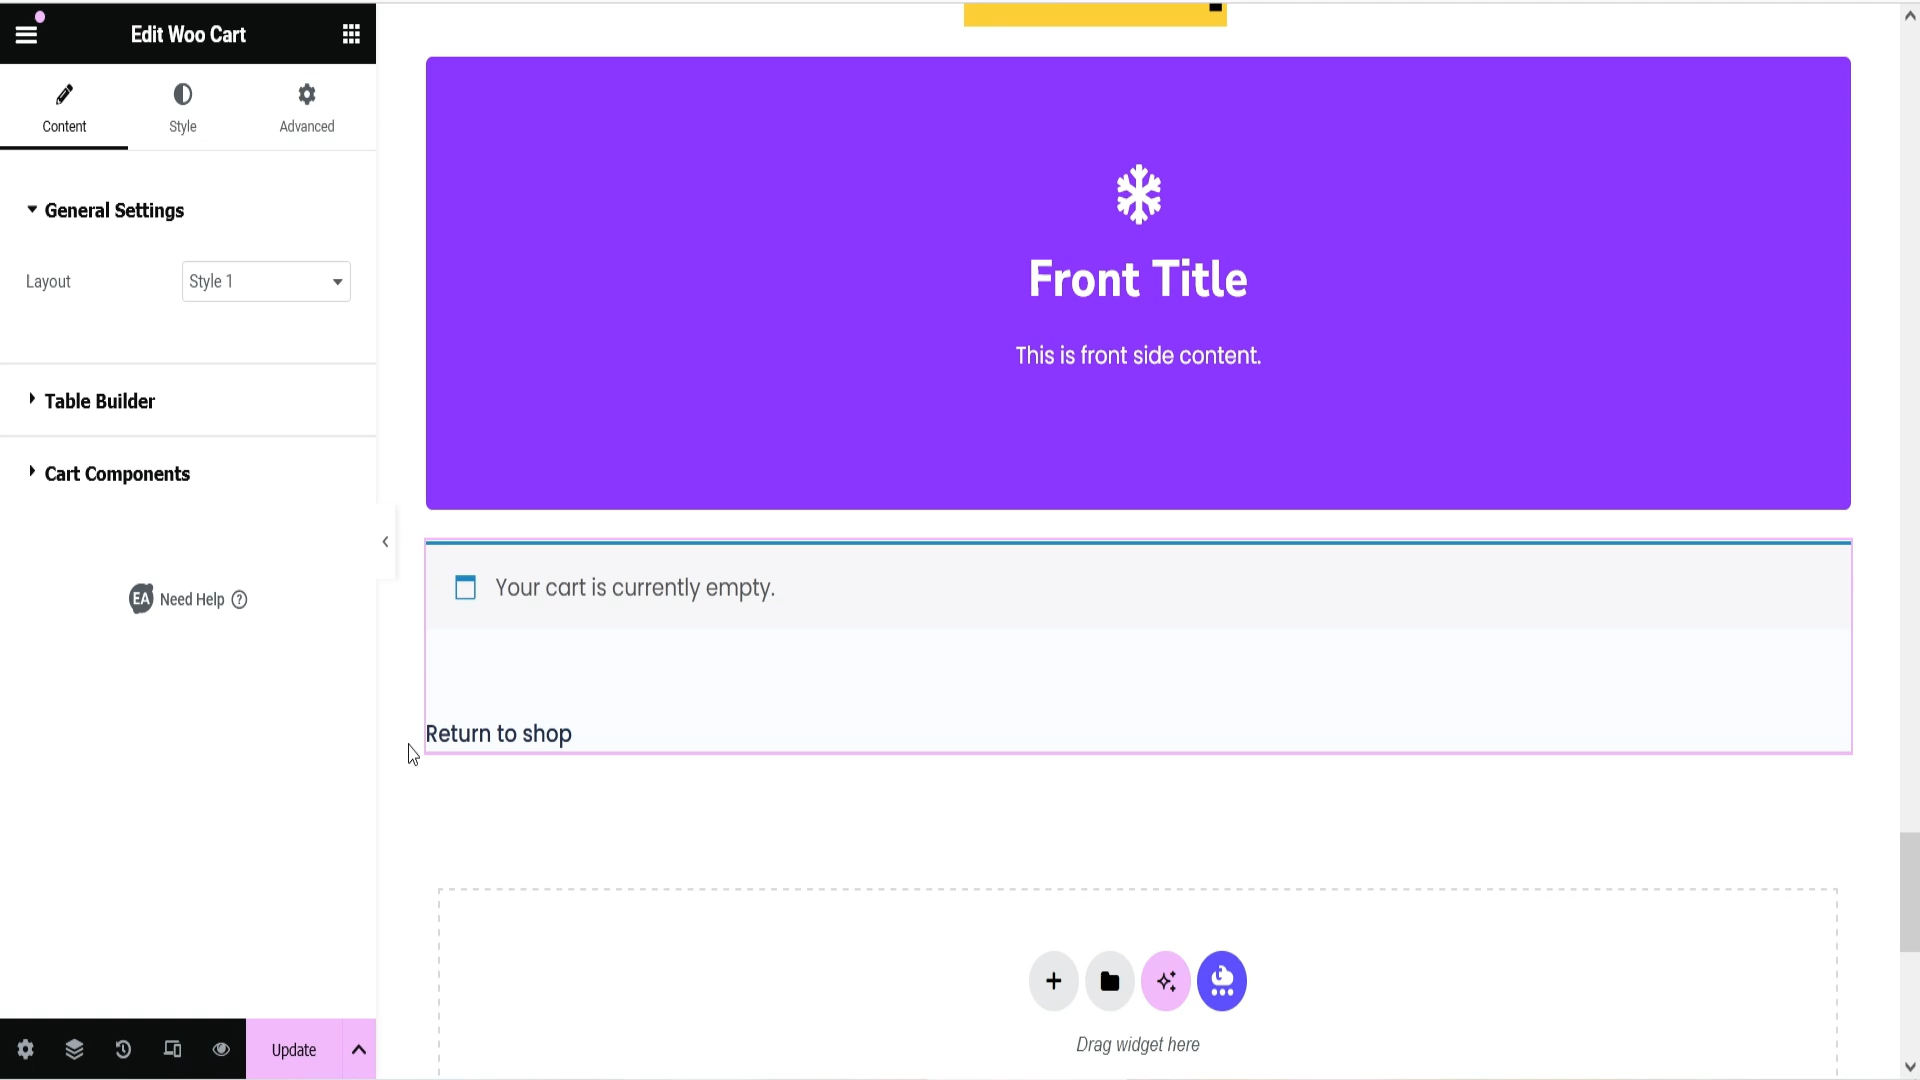 Edit Woo Cart
Content
Style
Advanced
General Settings
Layout
Style 1
Table Builder
Cart Components
EA Need Help ?
Update
Front Title
This is front side content.
Your cart is currently empty.
Return to shop
Drag widget here